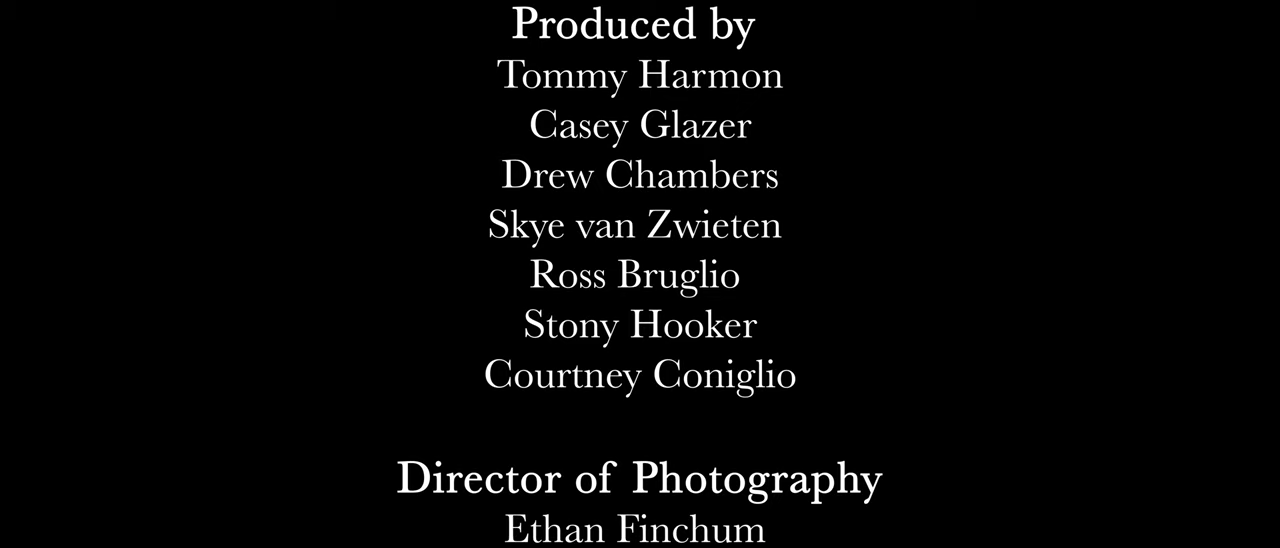 Produced by
Tommy Harmon
Casey Glazer
Drew Chambers
Skye van Zwieten
Ross Bruglio
Stony Hooker
Courtney Coniglio
Director of Photography
Ethan Finchum